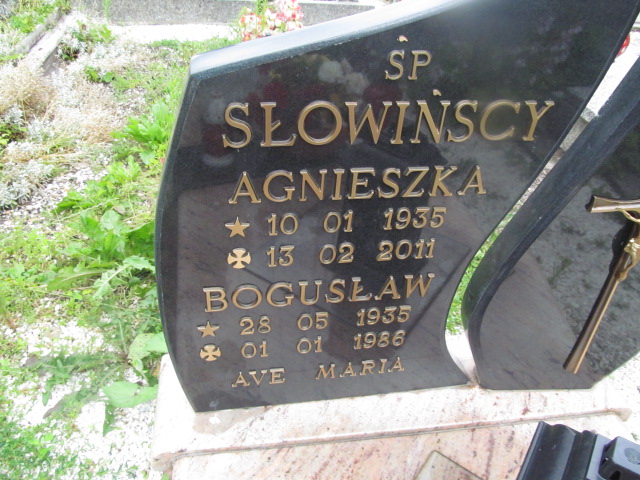 ŚP
SŁOWIŃSCY
AGNIESZKA
10 01 1935
13 02 2011
BOGUSŁAW
28 05 1935
01 01 1986
AVE MARIA